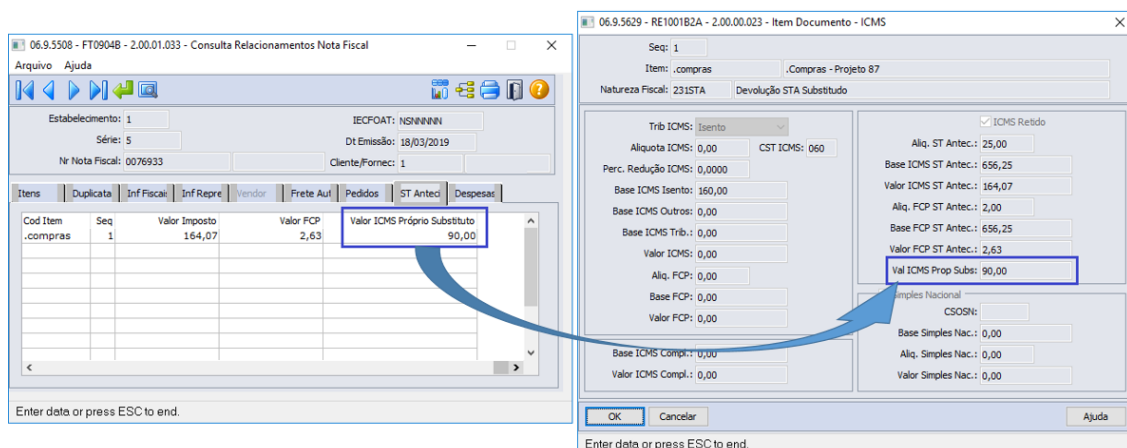 06.9.5508 - FT0904B - 2.00.01.033 - Consulta Relacionamentos Nota Fiscal
Arquivo Ajuda
Estabelecimento: 1
IECFOAT: NSNNNNN
Série: 5
Dt Emissão: 18/03/2019
Nr Nota Fiscal: 0076933
Cliente/Fornec: 1
Itens Duplicata Inf Fiscai Inf Repre Vendor Frete Aut Pedidos ST Anteci Despesas
Cod Item Seq Valor Imposto Valor FCP Valor ICMS Próprio Substituto
.compras 1 164,07 2,63 90,00
Enter data or press ESC to end.
06.9.5629 - RE1001B2A - 2.00.00.023 - Item Documento - ICMS
Seq: 1
Item: .compras .Compras - Projeto 87
Natureza Fiscal: 231STA Devolução STA Substitudo
Trib ICMS: Isento
Aliquota ICMS: 0,00 CST ICMS: 060
Perc. Redução ICMS: 0,0000
Base ICMS Isento: 160,00
Base ICMS Outros: 0,00
Base ICMS Trib.: 0,00
Valor ICMS: 0,00
Aliq. FCP: 0,00
Base FCP: 0,00
Valor FCP: 0,00
Base ICMS Compl.: 0,00
Valor ICMS Compl.: 0,00
ICMS Retido
Aliq. ST Antec.: 25,00
Base ICMS ST Antec.: 656,25
Valor ICMS ST Antec.: 164,07
Aliq. FCP ST Antec.: 2,00
Base FCP ST Antec.: 656,25
Valor FCP ST Antec.: 2,63
Val ICMS Prop Subs: 90,00
Simples Nacional
CSOSN:
Base Simples Nac.: 0,00
Aliq. Simples Nac.: 0,00
Valor Simples Nac.: 0,00
OK Cancelar Ajuda
Enter data or press ESC to end.